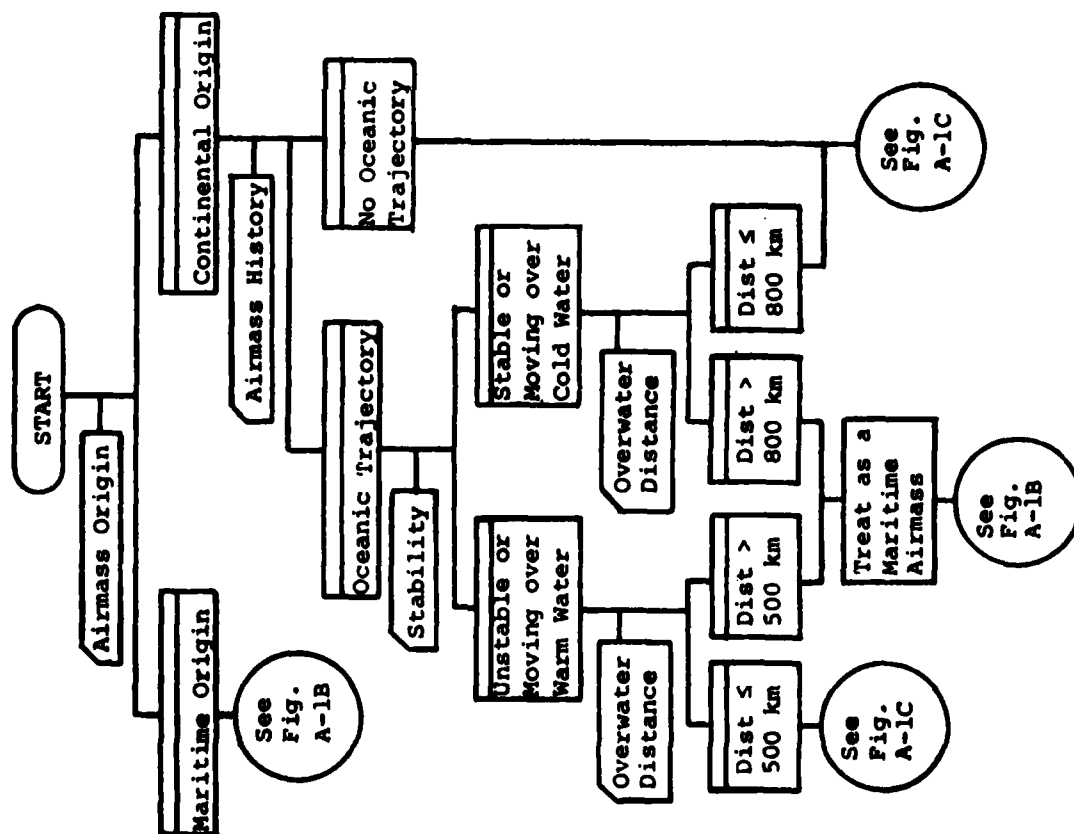 START
Airmass Origin
Maritime Origin
Continental Origin
See
Fig.
A-1B
Airmass History
Oceanic Trajectory
No Oceanic
Trajectory
Stability
Unstable or
Moving over
Warm Water
Stable or
Moving over
Cold Water
Overwater
Distance
Overwater
Distance
Dist ≤
500 km
Dist >
500 km
Dist >
800 km
Dist ≤
800 km
See
Fig.
A-1C
Treat as a
Maritime
Airmass
See
Fig.
A-1C
See
Fig.
A-1B